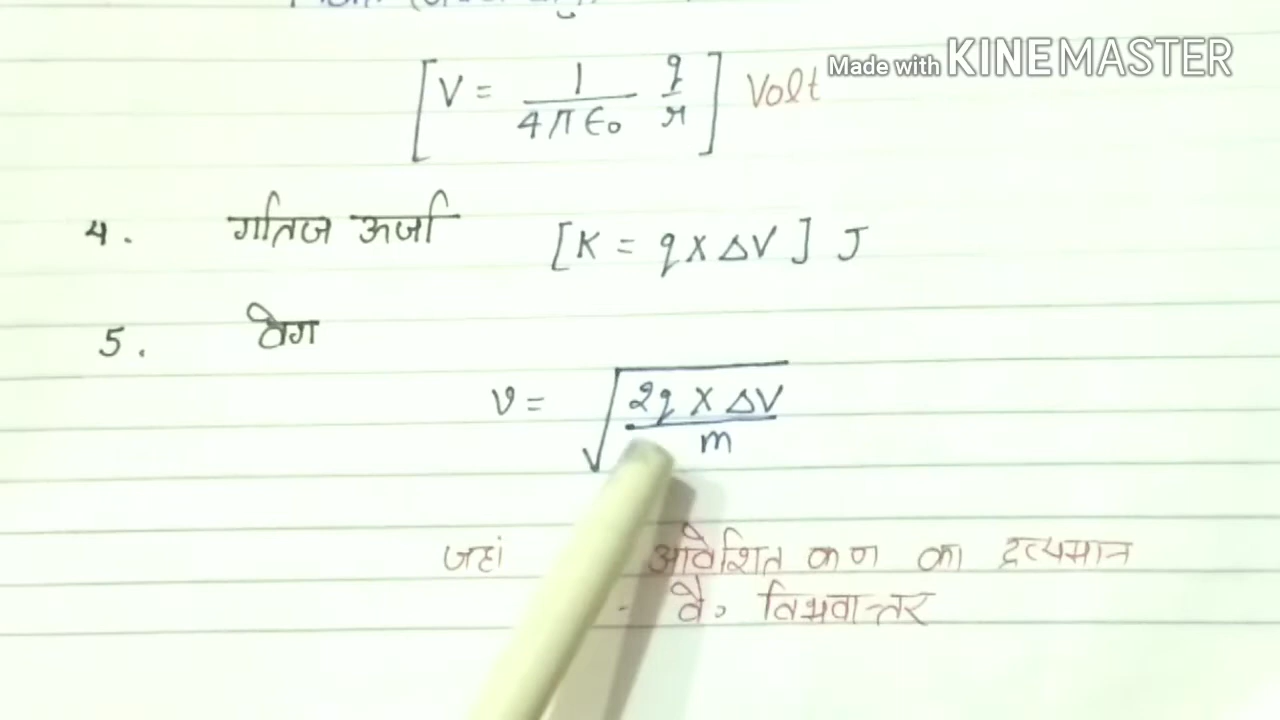 [V = 1/4πϵ₀ q/r] Volt
Made with KINEMASTER
4. गतिज ऊर्जा [K = q X ΔV] J
5. वेग
v = √(2q X ΔV/m)
जहां आवेशित कण का द्रव्यमान
वै० विभवान्तर